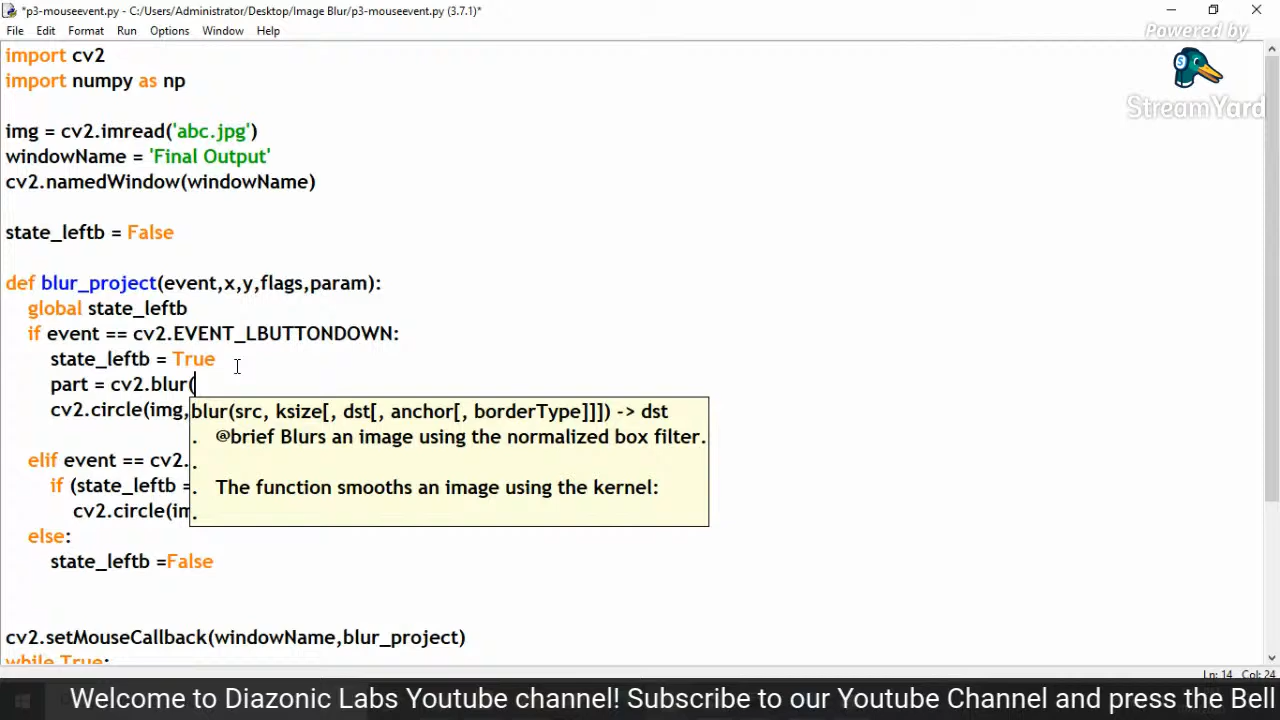 *p3-mouseevent.py - C:/Users/Administrator/Desktop/Image Blur/p3-mouseevent.py (3.7.1)*
File Edit Format Run Options Window Help
Powered by
S
StreamYard
import cv2
import numpy as np
img = cv2.imread('abc.jpg')
windowName = 'Final Output'
cv2.namedWindow(windowName)
state_leftb = False
def blur_project(event,x,y,flags,param):
global state_leftb
if event == cv2.EVENT_LBUTTONDOWN:
state_leftb = True
part = cv2.blur(
cv2.circle(img,
blur(src, ksize[, dst[, anchor[, borderType]]]) -> dst
. @brief Blurs an image using the normalized box filter.
.
elif event == cv2.
if (state_leftb =
. The function smooths an image using the kernel:
cv2.circle(im
.
else:
state_leftb =False
cv2.setMouseCallback(windowName,blur_project)
while True:
Ln: 14 Col: 24
Welcome to Diazonic Labs Youtube channel! Subscribe to our Youtube Channel and press the Bell